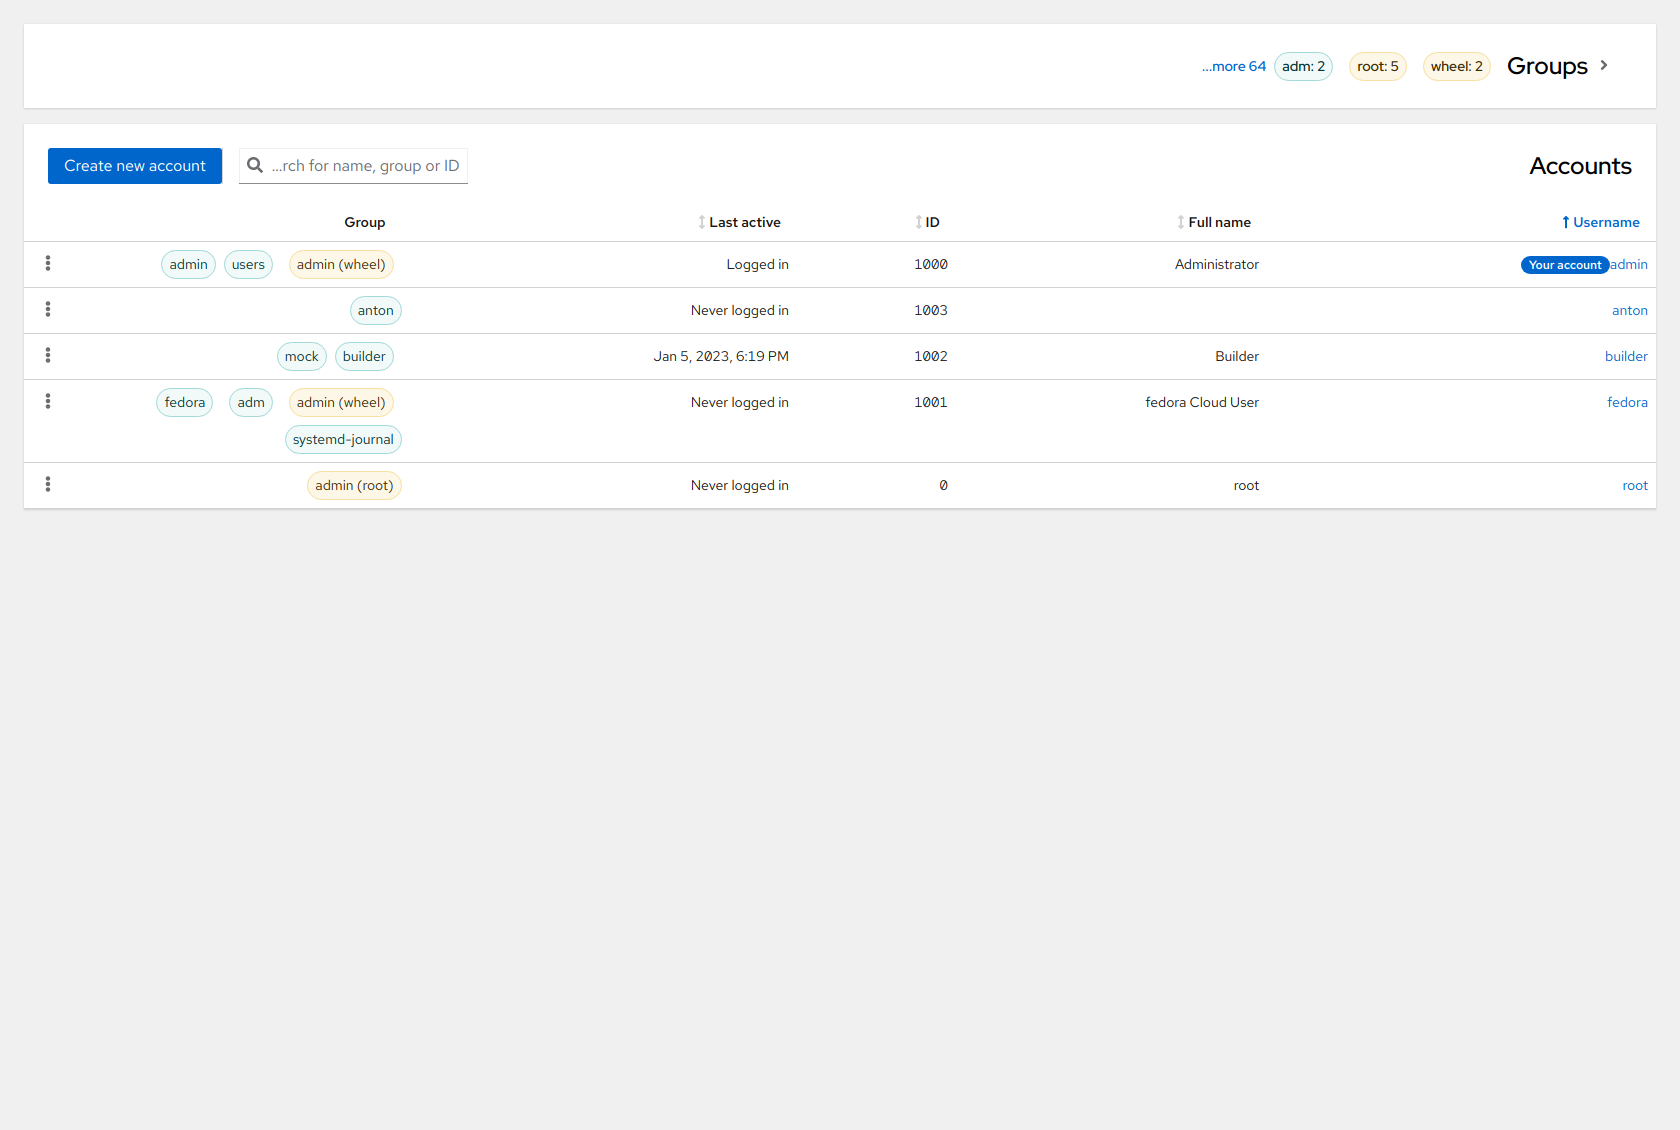 Groups wheel: 2 root: 5 adm: 2 ...more 64
Accounts ...rch for name, group or ID Create new account
Username Full name ID Last active Group
admin Your account Administrator 1000 Logged in admin (wheel) users admin
anton 1003 Never logged in anton
builder Builder 1002 Jan 5, 2023, 6:19 PM builder mock
fedora fedora Cloud User 1001 Never logged in admin (wheel) adm fedora
systemd-journal
root root 0 Never logged in admin (root)